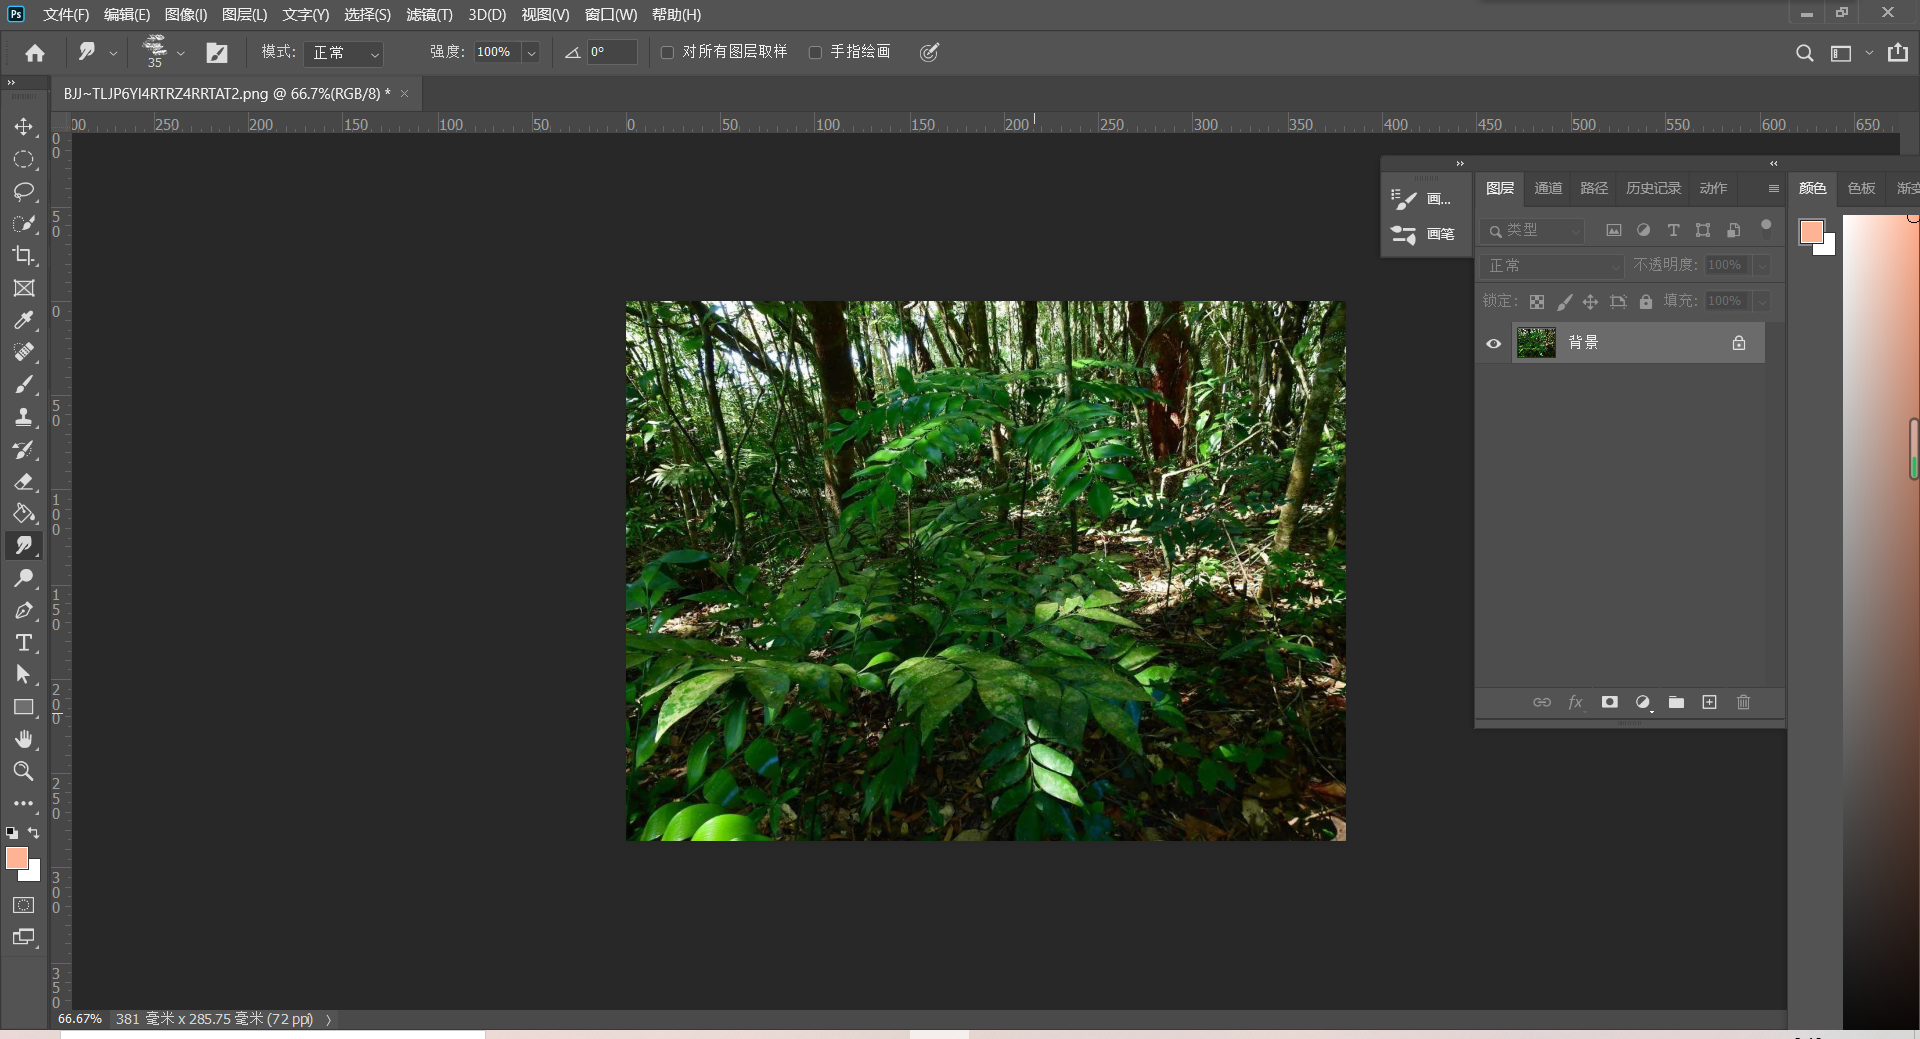 Ps 文件(F) 编辑(E) 图像(I) 图层(L) 文字(Y) 选择(S) 滤镜(T) 3D(D) 视图(V) 窗口(W) 帮助(H)
35 模式: 正常 强度: 100% 0° 对所有图层取样 手指绘画
BJJ~TLJP6YI4RTRZ4RRTAT2.png @ 66.7%(RGB/8) * ×
00 250 200 150 100 50 0 50 100 150 200 250 300 350 400 450 500 550 600 650
0 0 50 0 50 100 150 200 250 300 350
画...
画笔
图层 通道 路径 历史记录 动作
类型
正常 不透明度: 100%
锁定: 填充: 100%
背景
fx
颜色 色板 渐变
66.67% 381 毫米 x 285.75 毫米 (72 ppi)